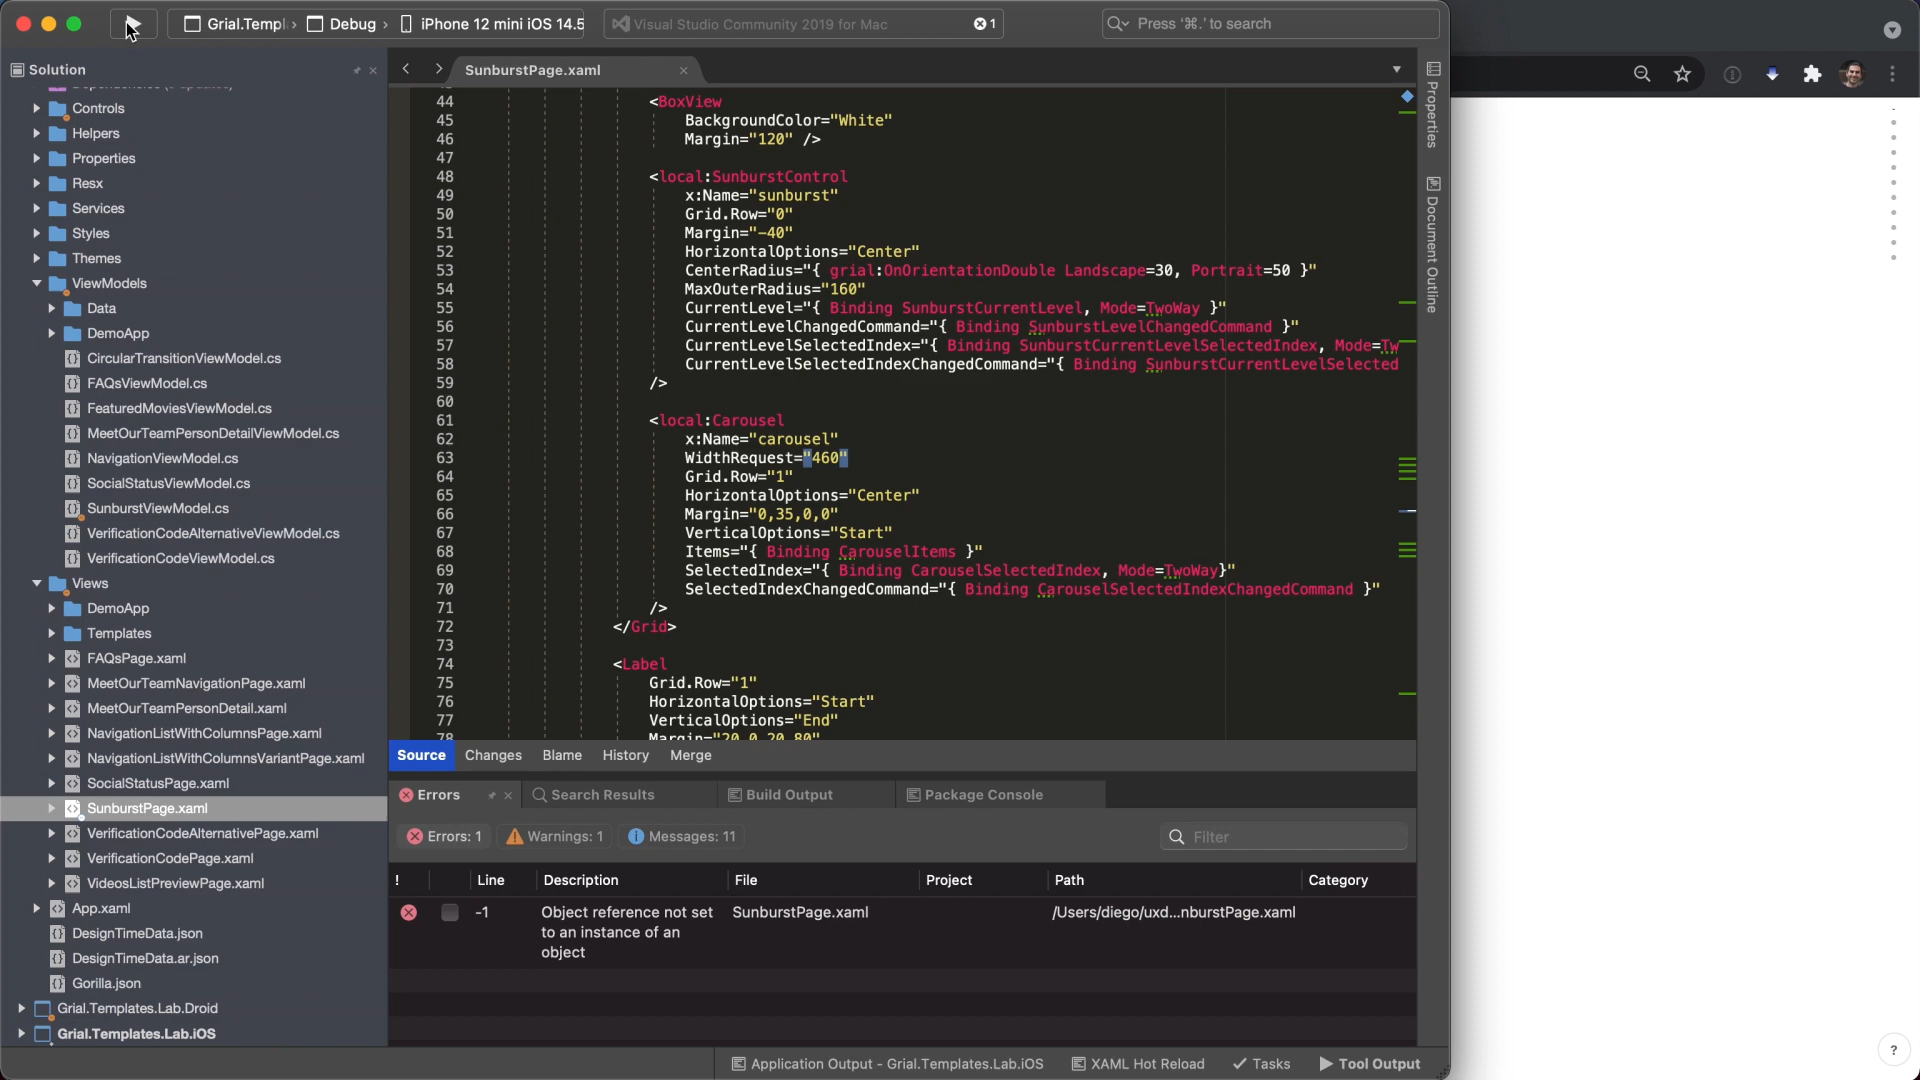 Grial.Templ
Debug
iPhone 12 mini iOS 14.5
Visual Studio Community 2019 for Mac
1
Press '⌘.' to search
Solution
SunburstPage.xaml
Controls
Helpers
Properties
Resx
Services
Styles
Themes
ViewModels
Data
DemoApp
CircularTransitionViewModel.cs
FAQsViewModel.cs
FeaturedMoviesViewModel.cs
MeetOurTeamPersonDetailViewModel.cs
NavigationViewModel.cs
SocialStatusViewModel.cs
SunburstViewModel.cs
VerificationCodeAlternativeViewModel.cs
VerificationCodeViewModel.cs
Views
DemoApp
Templates
FAQsPage.xaml
MeetOurTeamNavigationPage.xaml
MeetOurTeamPersonDetail.xaml
NavigationListWithColumnsPage.xaml
NavigationListWithColumnsVariantPage.xaml
SocialStatusPage.xaml
SunburstPage.xaml
VerificationCodeAlternativePage.xaml
VerificationCodePage.xaml
VideosListPreviewPage.xaml
App.xaml
DesignTimeData.json
DesignTimeData.ar.json
Gorilla.json
Grial.Templates.Lab.Droid
Grial.Templates.Lab.iOS
44 <BoxView
45 BackgroundColor="White"
46 Margin="120" />
47
48 <local:SunburstControl
49 x:Name="sunburst"
50 Grid.Row="0"
51 Margin="-40"
52 HorizontalOptions="Center"
53 CenterRadius="{ grial:OnOrientationDouble Landscape=30, Portrait=50 }"
54 MaxOuterRadius="160"
55 CurrentLevel="{ Binding SunburstCurrentLevel, Mode=TwoWay }"
56 CurrentLevelChangedCommand="{ Binding SunburstLevelChangedCommand }"
57 CurrentLevelSelectedIndex="{ Binding SunburstCurrentLevelSelectedIndex, Mode=Tw
58 CurrentLevelSelectedIndexChangedCommand="{ Binding SunburstCurrentLevelSelected
59 />
60
61 <local:Carousel
62 x:Name="carousel"
63 WidthRequest="460"
64 Grid.Row="1"
65 HorizontalOptions="Center"
66 Margin="0,35,0,0"
67 VerticalOptions="Start"
68 Items="{ Binding CarouselItems }"
69 SelectedIndex="{ Binding CarouselSelectedIndex, Mode=TwoWay}"
70 SelectedIndexChangedCommand="{ Binding CarouselSelectedIndexChangedCommand }"
71 />
72 </Grid>
73
74 <Label
75 Grid.Row="1"
76 HorizontalOptions="Start"
77 VerticalOptions="End"
78 Margin="20,0,20,80"
Properties
Document Outline
Source Changes Blame History Merge
Errors
Search Results
Build Output
Package Console
Errors: 1
Warnings: 1
Messages: 11
Filter
! Line Description File Project Path Category
-1 Object reference not set SunburstPage.xaml /Users/diego/uxd...nburstPage.xaml
to an instance of an
object
Application Output - Grial.Templates.Lab.iOS
XAML Hot Reload
Tasks
Tool Output
?